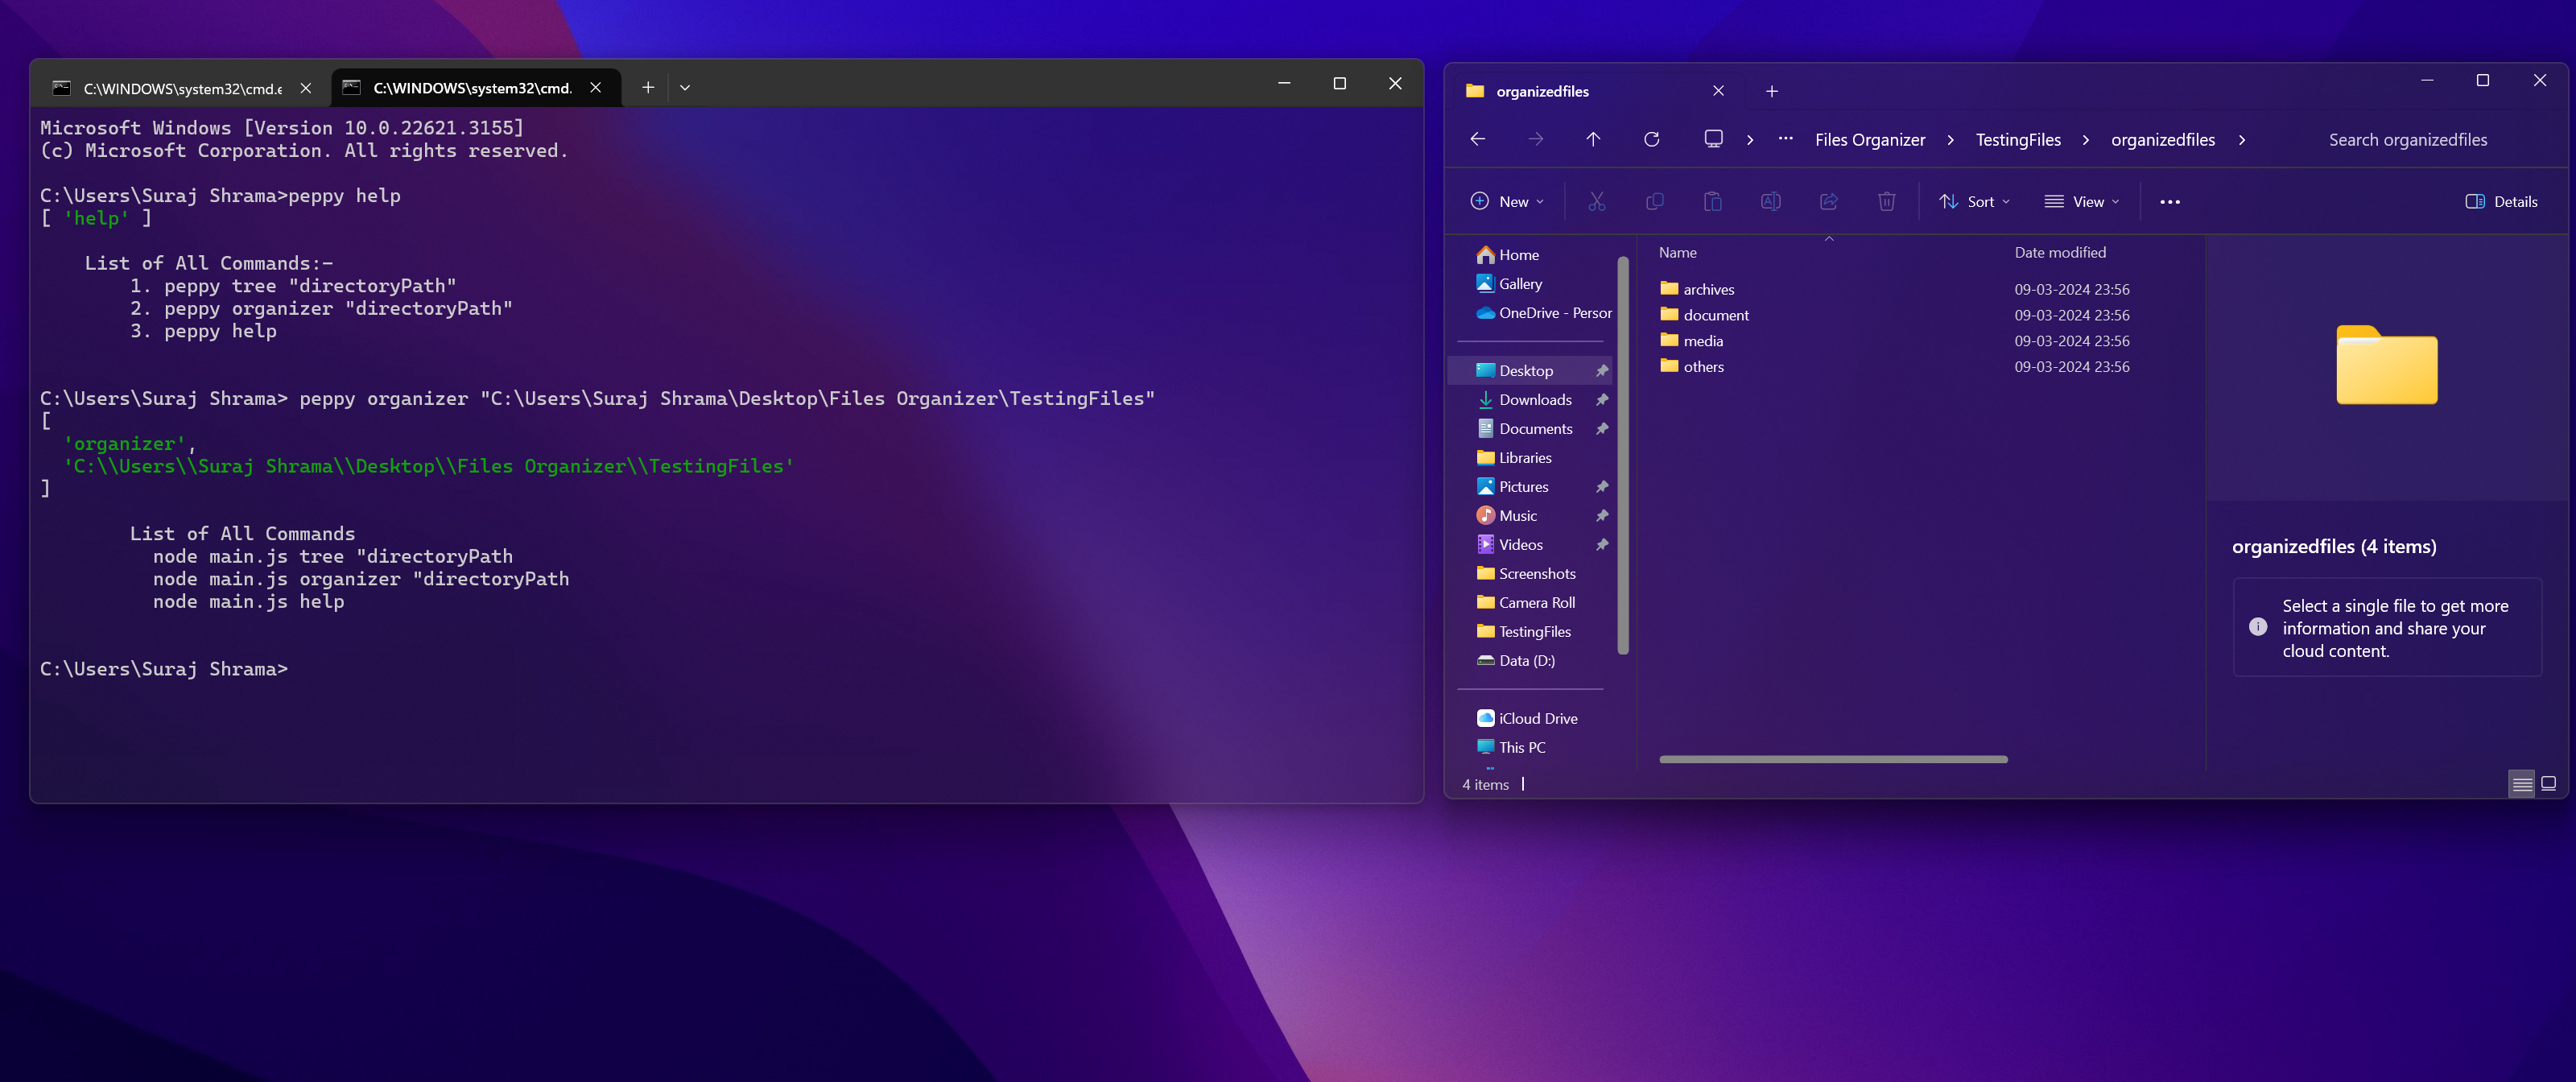 C:\WINDOWS\system32\cmd.e
C:\WINDOWS\system32\cmd.
Microsoft Windows [Version 10.0.22621.3155]
(c) Microsoft Corporation. All rights reserved.
C:\Users\Suraj Shrama>peppy help
[ 'help' ]
List of All Commands:-
1. peppy tree "directoryPath"
2. peppy organizer "directoryPath"
3. peppy help
C:\Users\Suraj Shrama> peppy organizer "C:\Users\Suraj Shrama\Desktop\Files Organizer\TestingFiles"
[
'organizer',
'C:\\Users\\Suraj Shrama\\Desktop\\Files Organizer\\TestingFiles'
]
List of All Commands
node main.js tree "directoryPath
node main.js organizer "directoryPath
node main.js help
C:\Users\Suraj Shrama>
organizedfiles
Files Organizer > TestingFiles > organizedfiles >
Search organizedfiles
New
Sort
View
Details
Home
Gallery
OneDrive - Persor
Desktop
Downloads
Documents
Libraries
Pictures
Music
Videos
Screenshots
Camera Roll
TestingFiles
Data (D:)
iCloud Drive
This PC
Name Date modified
archives 09-03-2024 23:56
document 09-03-2024 23:56
media 09-03-2024 23:56
others 09-03-2024 23:56
organizedfiles (4 items)
Select a single file to get more
information and share your
cloud content.
4 items